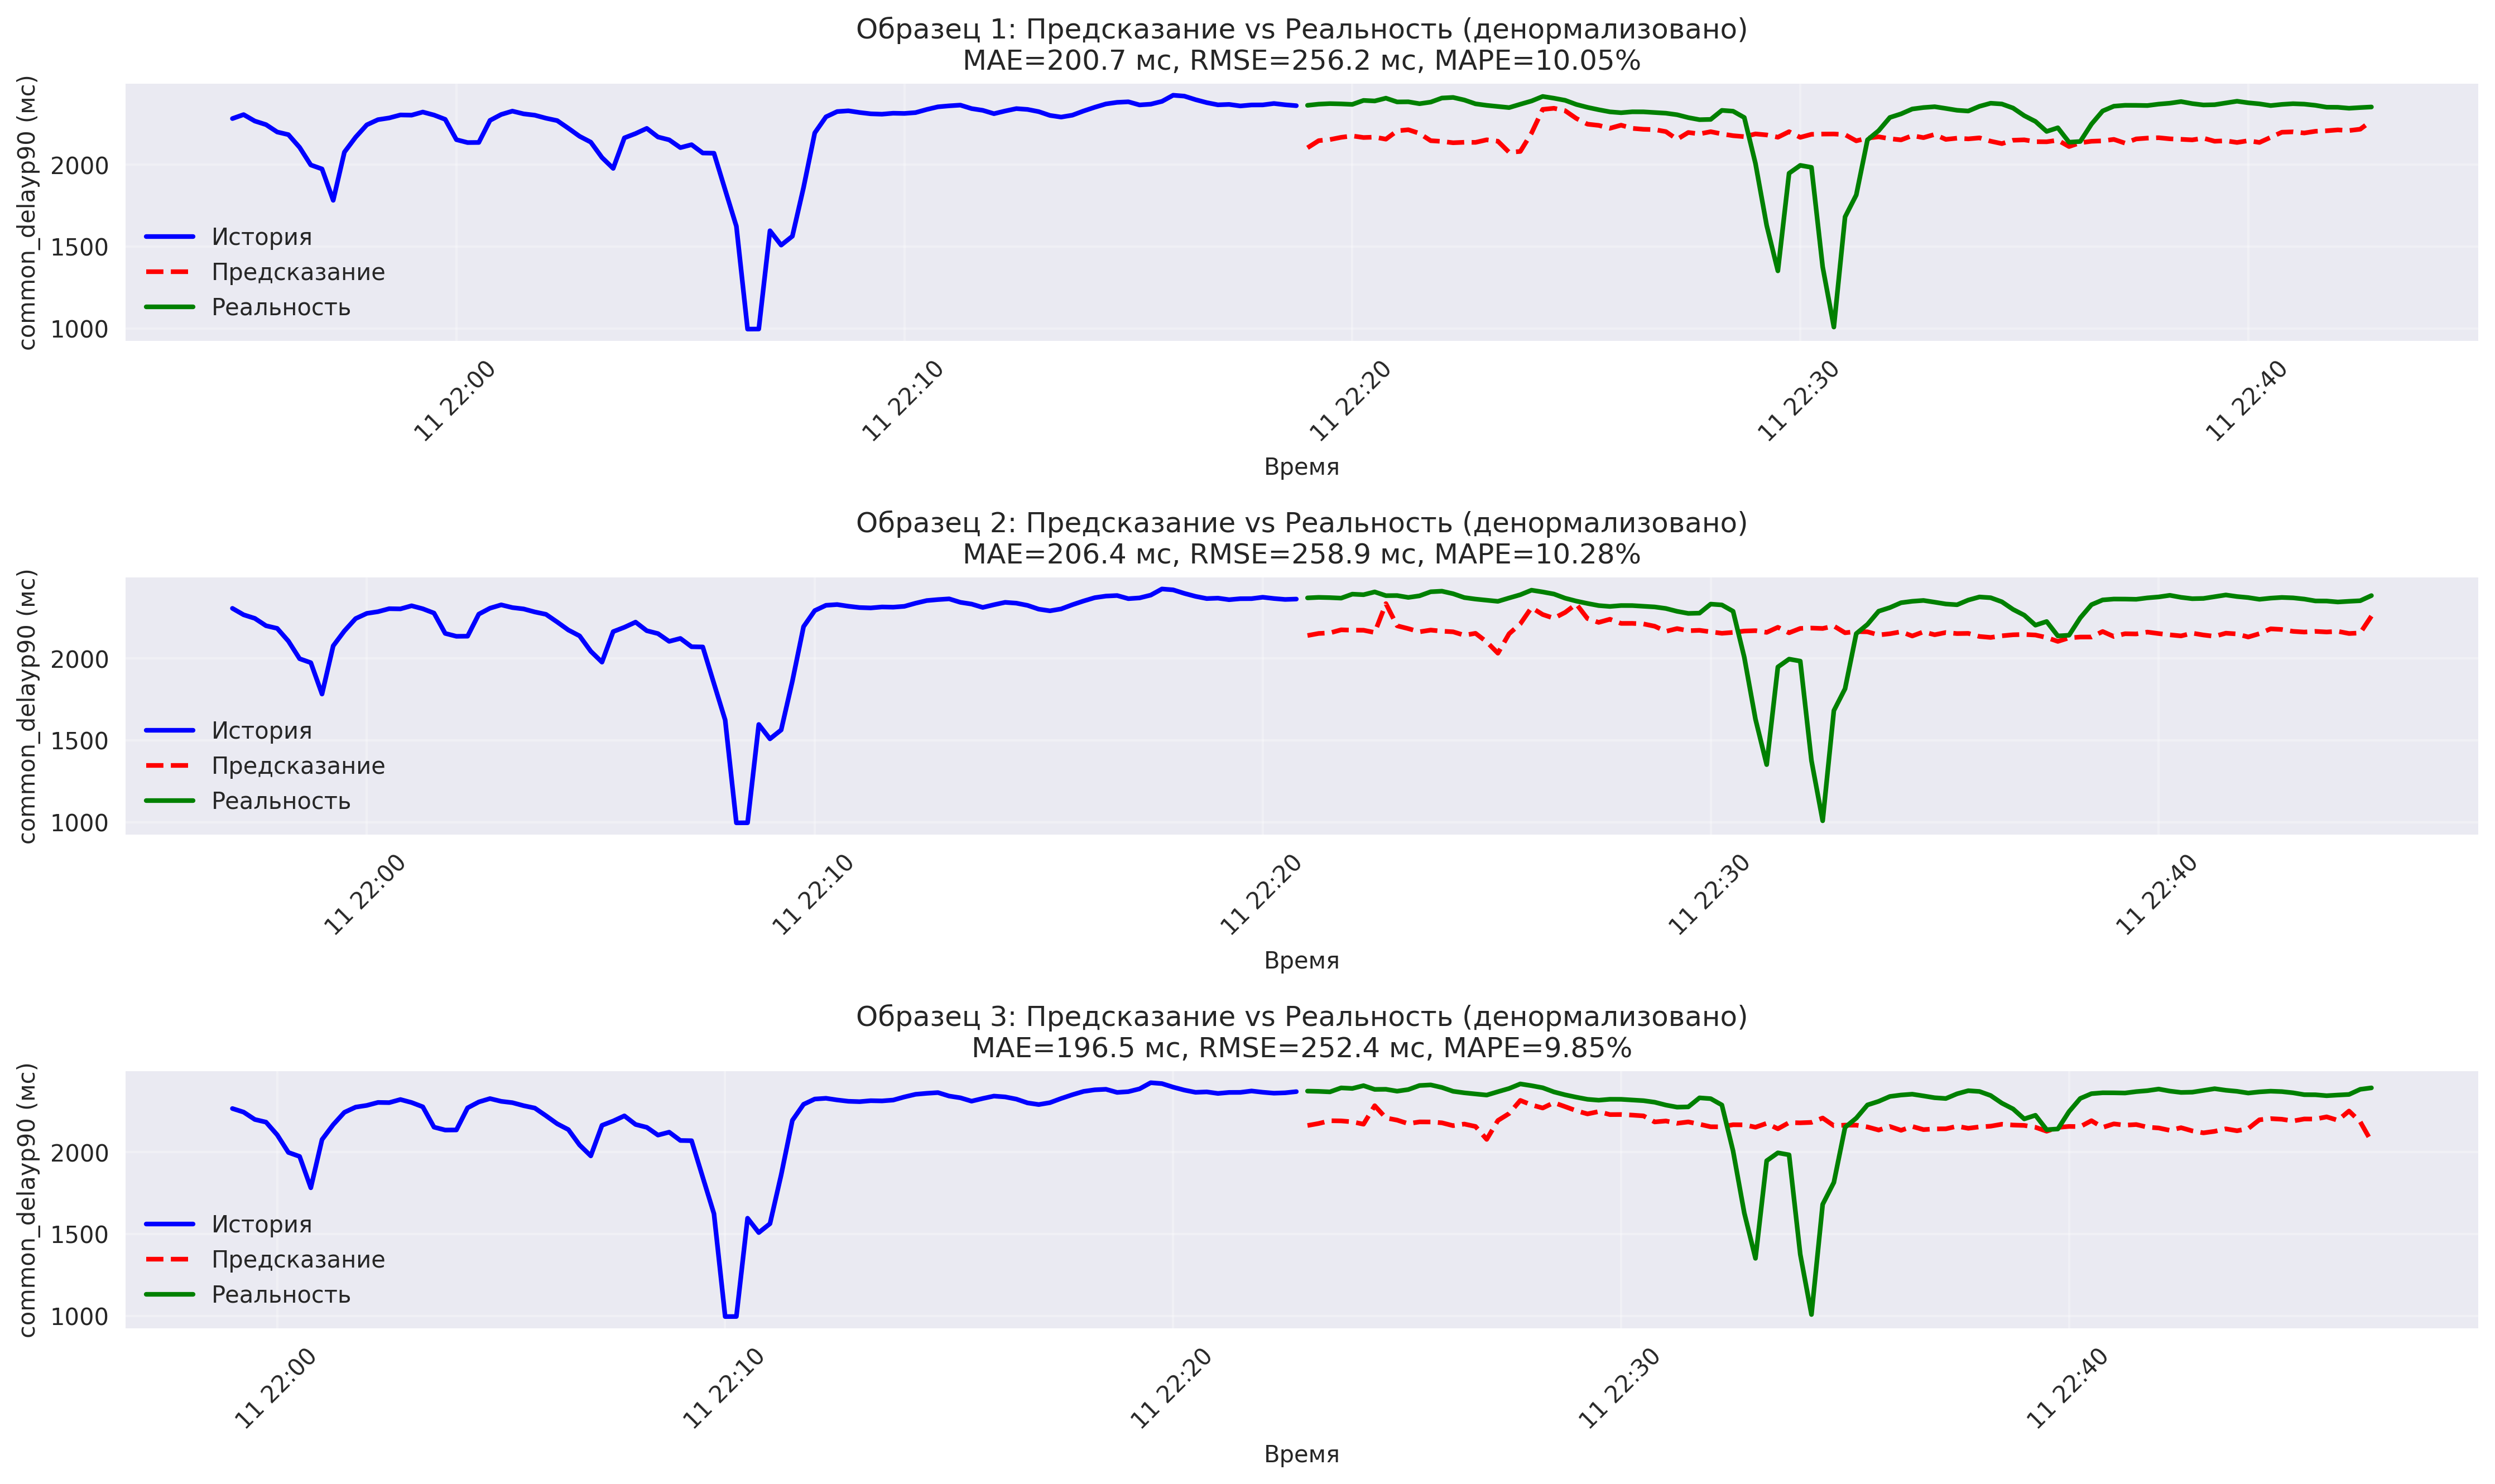 Образец 1: Предсказание vs Реальность (денормализовано)
MAE=200.7 мс, RMSE=256.2 мс, MAPE=10.05%
common_delayp90 (мс)
2000
1500
1000
История
Предсказание
Реальность
11 22:00
11 22:10
11 22:20
11 22:30
11 22:40
Время
Образец 2: Предсказание vs Реальность (денормализовано)
MAE=206.4 мс, RMSE=258.9 мс, MAPE=10.28%
common_delayp90 (мс)
2000
1500
1000
История
Предсказание
Реальность
11 22:00
11 22:10
11 22:20
11 22:30
11 22:40
Время
Образец 3: Предсказание vs Реальность (денормализовано)
MAE=196.5 мс, RMSE=252.4 мс, MAPE=9.85%
common_delayp90 (мс)
2000
1500
1000
История
Предсказание
Реальность
11 22:00
11 22:10
11 22:20
11 22:30
11 22:40
Время